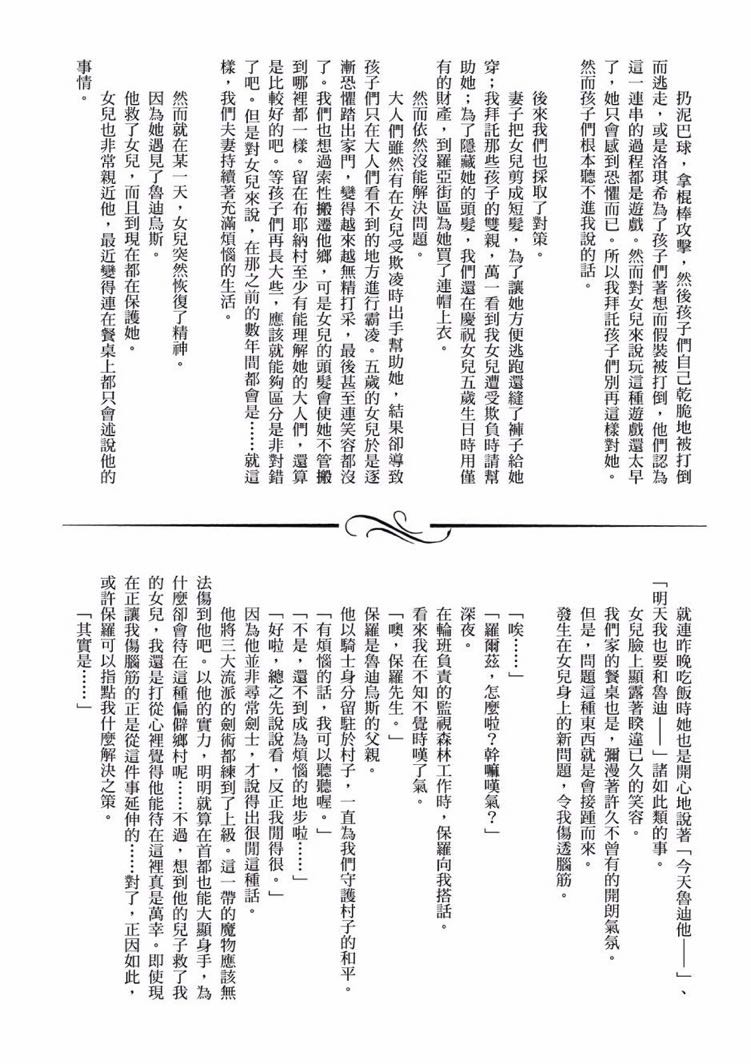 扔泥巴球，拿棍棒攻擊，然後孩子們自己乾脆地被打倒
而逃走，或是洛琪希為了孩子們著想而假裝被打倒，他們認為
這一連串的過程都是遊戲。然而對女兒來說玩這種遊戲還太早
了，她只會感到恐懼而已。所以我拜託孩子們別再這樣對她。
然而孩子們根本聽不進我說的話。
後來我們也採取了對策。
妻子把女兒剪成短髮，為了讓她方便逃跑還縫了褲子給她
穿；我拜託那些孩子的雙親，萬一看到我女兒遭受欺負時請幫
助她；為了隱藏她的頭髮，我們還在慶祝女兒五歲生日時用僅
有的財產，到羅亞街區為她買了連帽上衣。
然而依然沒能解決問題。
大人們雖然有在女兒受欺凌時出手幫助她，結果卻導致
孩子們只在大人們看不到的地方進行霸凌。五歲的女兒於是逐
漸恐懼踏出家門，變得越來越無精打采，最後甚至連笑容都沒
了。我們也想過索性搬遷他鄉，可是女兒的頭髮會使她不管搬
到哪裡都一樣。留在布耶納村至少有能理解她的大人們，還算
是比較好的吧。等孩子們再長大些，應該就能夠區分是非對錯
了吧。但是對女兒來說，在那之前的數年間都會是……就這
樣，我們夫妻持續著充滿煩惱的生活。
然而就在某一天，女兒突然恢復了精神。
因為她遇見了魯迪烏斯。
他救了女兒，而且到現在都在保護她。
女兒也非常親近他，最近變得連在餐桌上都只會述說他的
事情。
就連昨晚吃飯時她也是開心地說著「今天魯迪他——」、
「明天我也要和魯迪——」諸如此類的事。
女兒臉上顯露著睽違已久的笑容。
我們家的餐桌也是，彌漫著許久不曾有的開朗氣氛。
但是，問題這種東西就是會接踵而來。
發生在女兒身上的新問題，令我傷透腦筋。
「唉……」
「羅爾茲，怎麼啦？幹嘛嘆氣？」
深夜。
在輪班負責的監視森林工作時，保羅向我搭話。
看來我在不知不覺時嘆了氣。
「噢，保羅先生。」
保羅是魯迪烏斯的父親。
他以騎士身分留駐於村子，一直為我們守護村子的和平。
「有煩惱的話，我可以聽聽喔。」
「不是，還不到成為煩惱的地步啦……」
「好啦，總之先說說看，反正我閒得很。」
因為他並非尋常劍士，才說得出很閒這種話。
他將三大流派的劍術都練到了上級。這一帶的魔物應該無
法傷到他吧。以他的實力，明明就算在首都也能大顯身手，為
什麼卻會待在這種偏僻鄉村呢……不過，想到他的兒子救了我
的女兒，我還是打從心裡覺得他能待在這裡真是萬幸。即使現
在正讓我傷腦筋的正是從這件事延伸的……對了，正因如此，
或許保羅可以指點我什麼解決之策。
「其實是……」